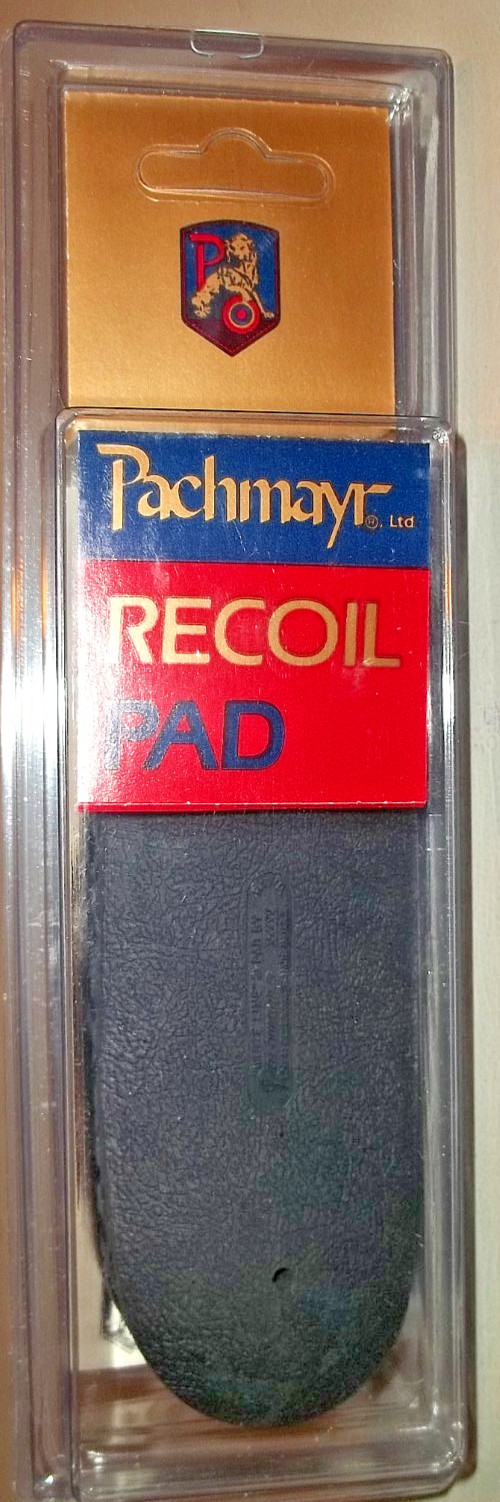 P
Pachmayr®, Ltd
RECOIL
PAD